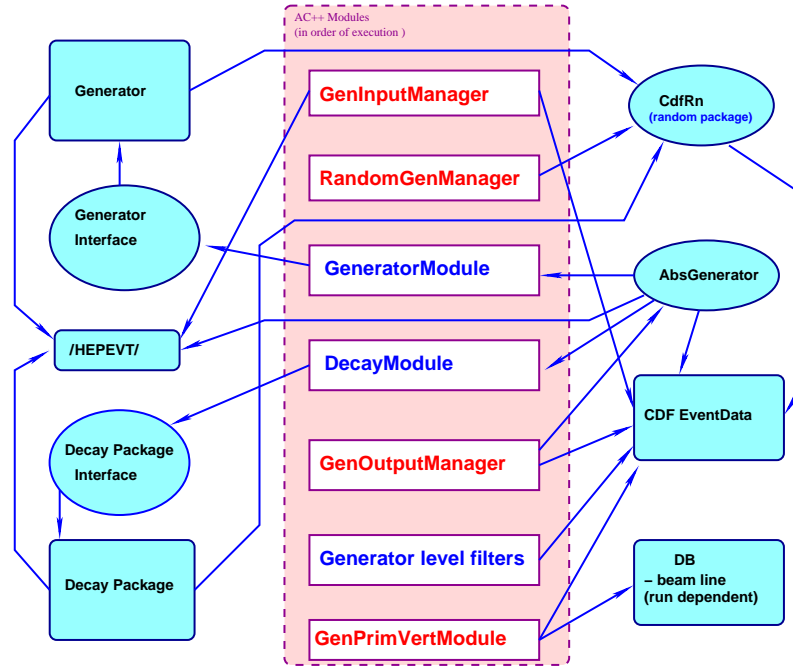 AC++ Modules
(in order of execution )
Generator
GenInputManager
CdfRn
(random package)
RandomGenManager
Generator
Interface
GeneratorModule
AbsGenerator
/HEPEVT/
DecayModule
CDF EventData
Decay Package
Interface
GenOutputManager
Generator level filters
DB
– beam line
(run dependent)
Decay Package
GenPrimVertModule